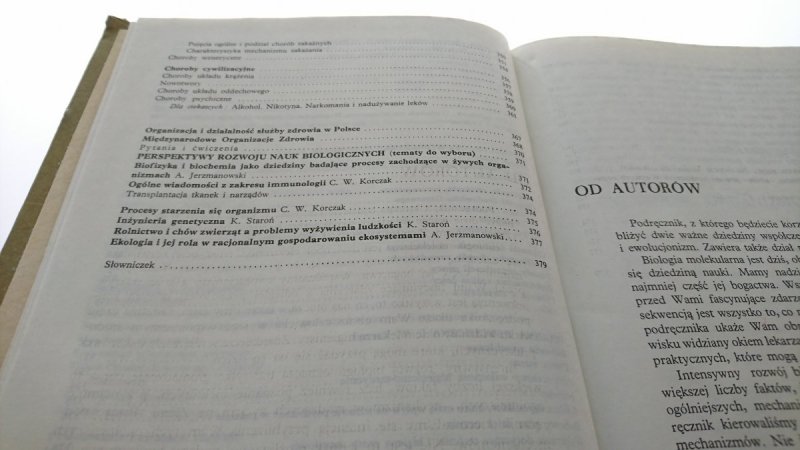 Pojęcia ogólne i podział chorób zakaźnych
Charakterystyka mechanizmu zakażania
Choroby weneryczne
Choroby cywilizacyjne
Choroby układu krążenia
Nowotwory
Choroby układu oddechowego
Choroby psychiczne
Dla ciekawych: Alkohol. Nikotyna. Narkomania i nadużywanie leków
Organizacja i działalność służby zdrowia w Polsce 367
Międzynarodowe Organizacje Zdrowia 368
Pytania i ćwiczenia 370
PERSPEKTYWY ROZWOJU NAUK BIOLOGICZNYCH (tematy do wyboru) 371
Biofizyka i biochemia jako dziedziny badające procesy zachodzące w żywych orga-
nizmach A. Jerzmanowski 371
Ogólne wiadomości z zakresu immunologii C. W. Korczak 372
Transplantacja tkanek i narządów 374
Procesy starzenia się organizmu C. W. Korczak 374
Inżynieria genetyczna K. Staroń 375
Rolnictwo i chów zwierząt a problemy wyżywienia ludzkości K. Staroń 376
Ekologia i jej rola w racjonalnym gospodarowaniu ekosystemami A. Jerzmanowski 377
Słowniczek 379
OD AUTORÓW
Podręcznik, z którego będziecie korz
bliżyć dwie ważne dziedziny współcze
i ewolucjonizm. Zawiera także dział
Biologia molekularna jest dziś, ob
się dziedziną nauki. Mamy nadzi
najmniej część jej bogactwa. Ws
przed Wami fascynujące zdarze
sekwencją jest wszystko to, co
podręcznika ukaże Wam obr
wisku widziany okiem lekarza
praktycznych, które mogą
Intensywny rozwój b
większej liczby faktów,
ogólniejszych, mechani
ręcznik kierowaliśmy
mechanizmów. Nie